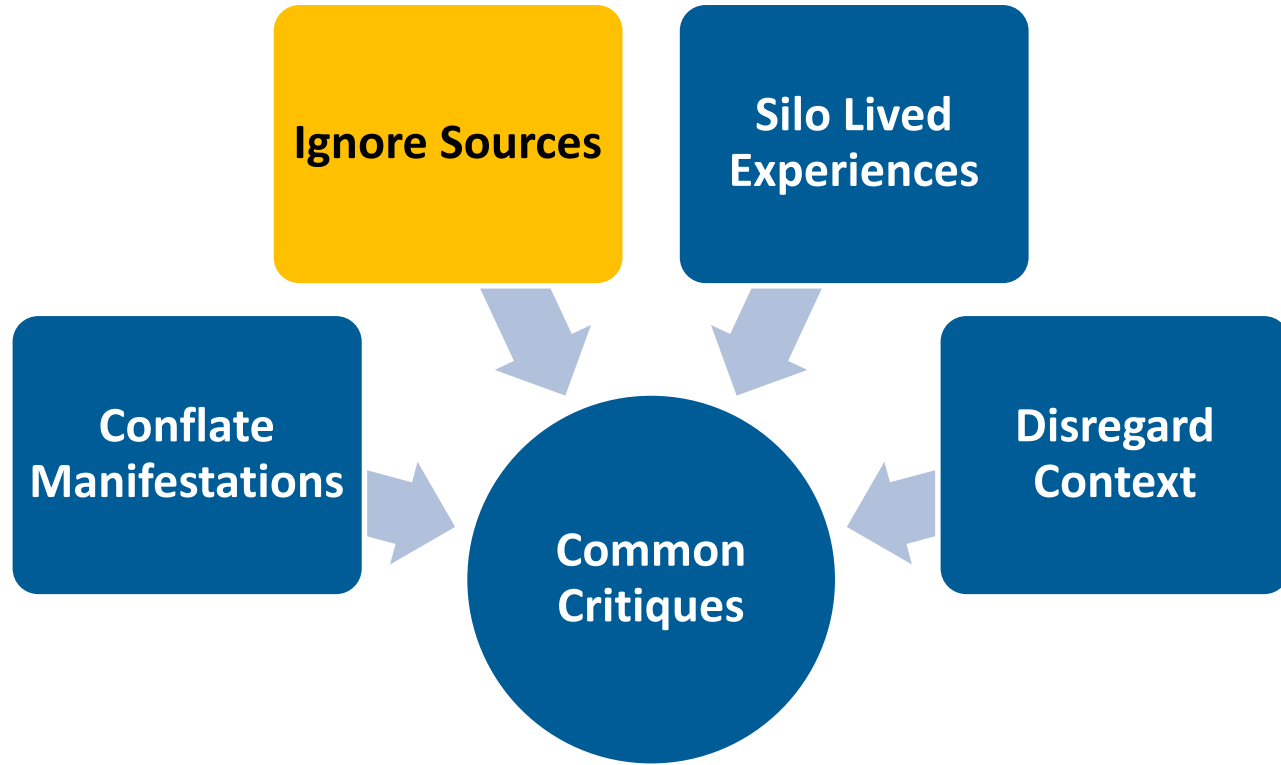 Ignore Sources
Silo Lived
Experiences
Conflate
Manifestations
Disregard
Context
Common
Critiques